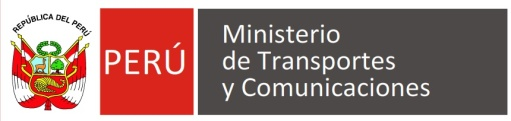 REPÚBLICA DEL PERÚ
PERÚ
Ministerio
de Transportes
y Comunicaciones